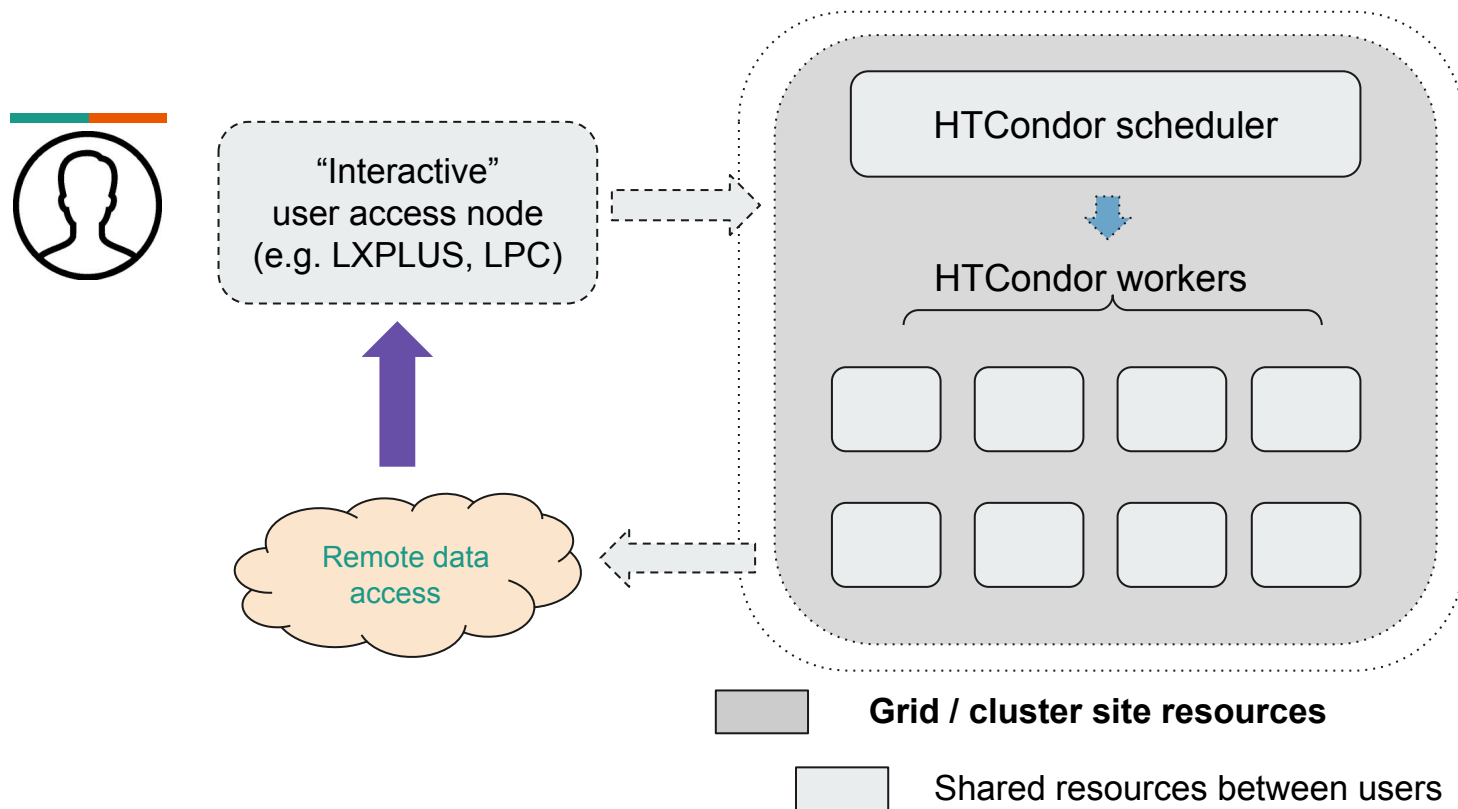 “Interactive”
user access node
(e.g. LXPLUS, LPC)
HTCondor scheduler
HTCondor workers
Remote data
access
Grid / cluster site resources
Shared resources between users